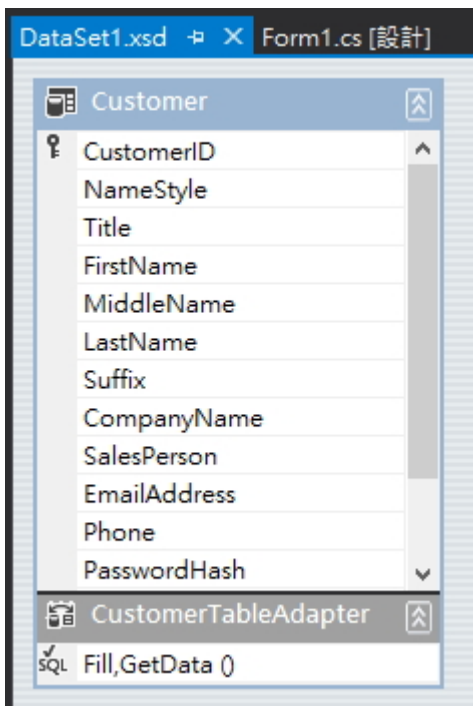 DataSet1.xsd Form1.cs [設計]
Customer
CustomerID
NameStyle
Title
FirstName
MiddleName
LastName
Suffix
CompanyName
SalesPerson
EmailAddress
Phone
PasswordHash
CustomerTableAdapter
SQL Fill,GetData ()